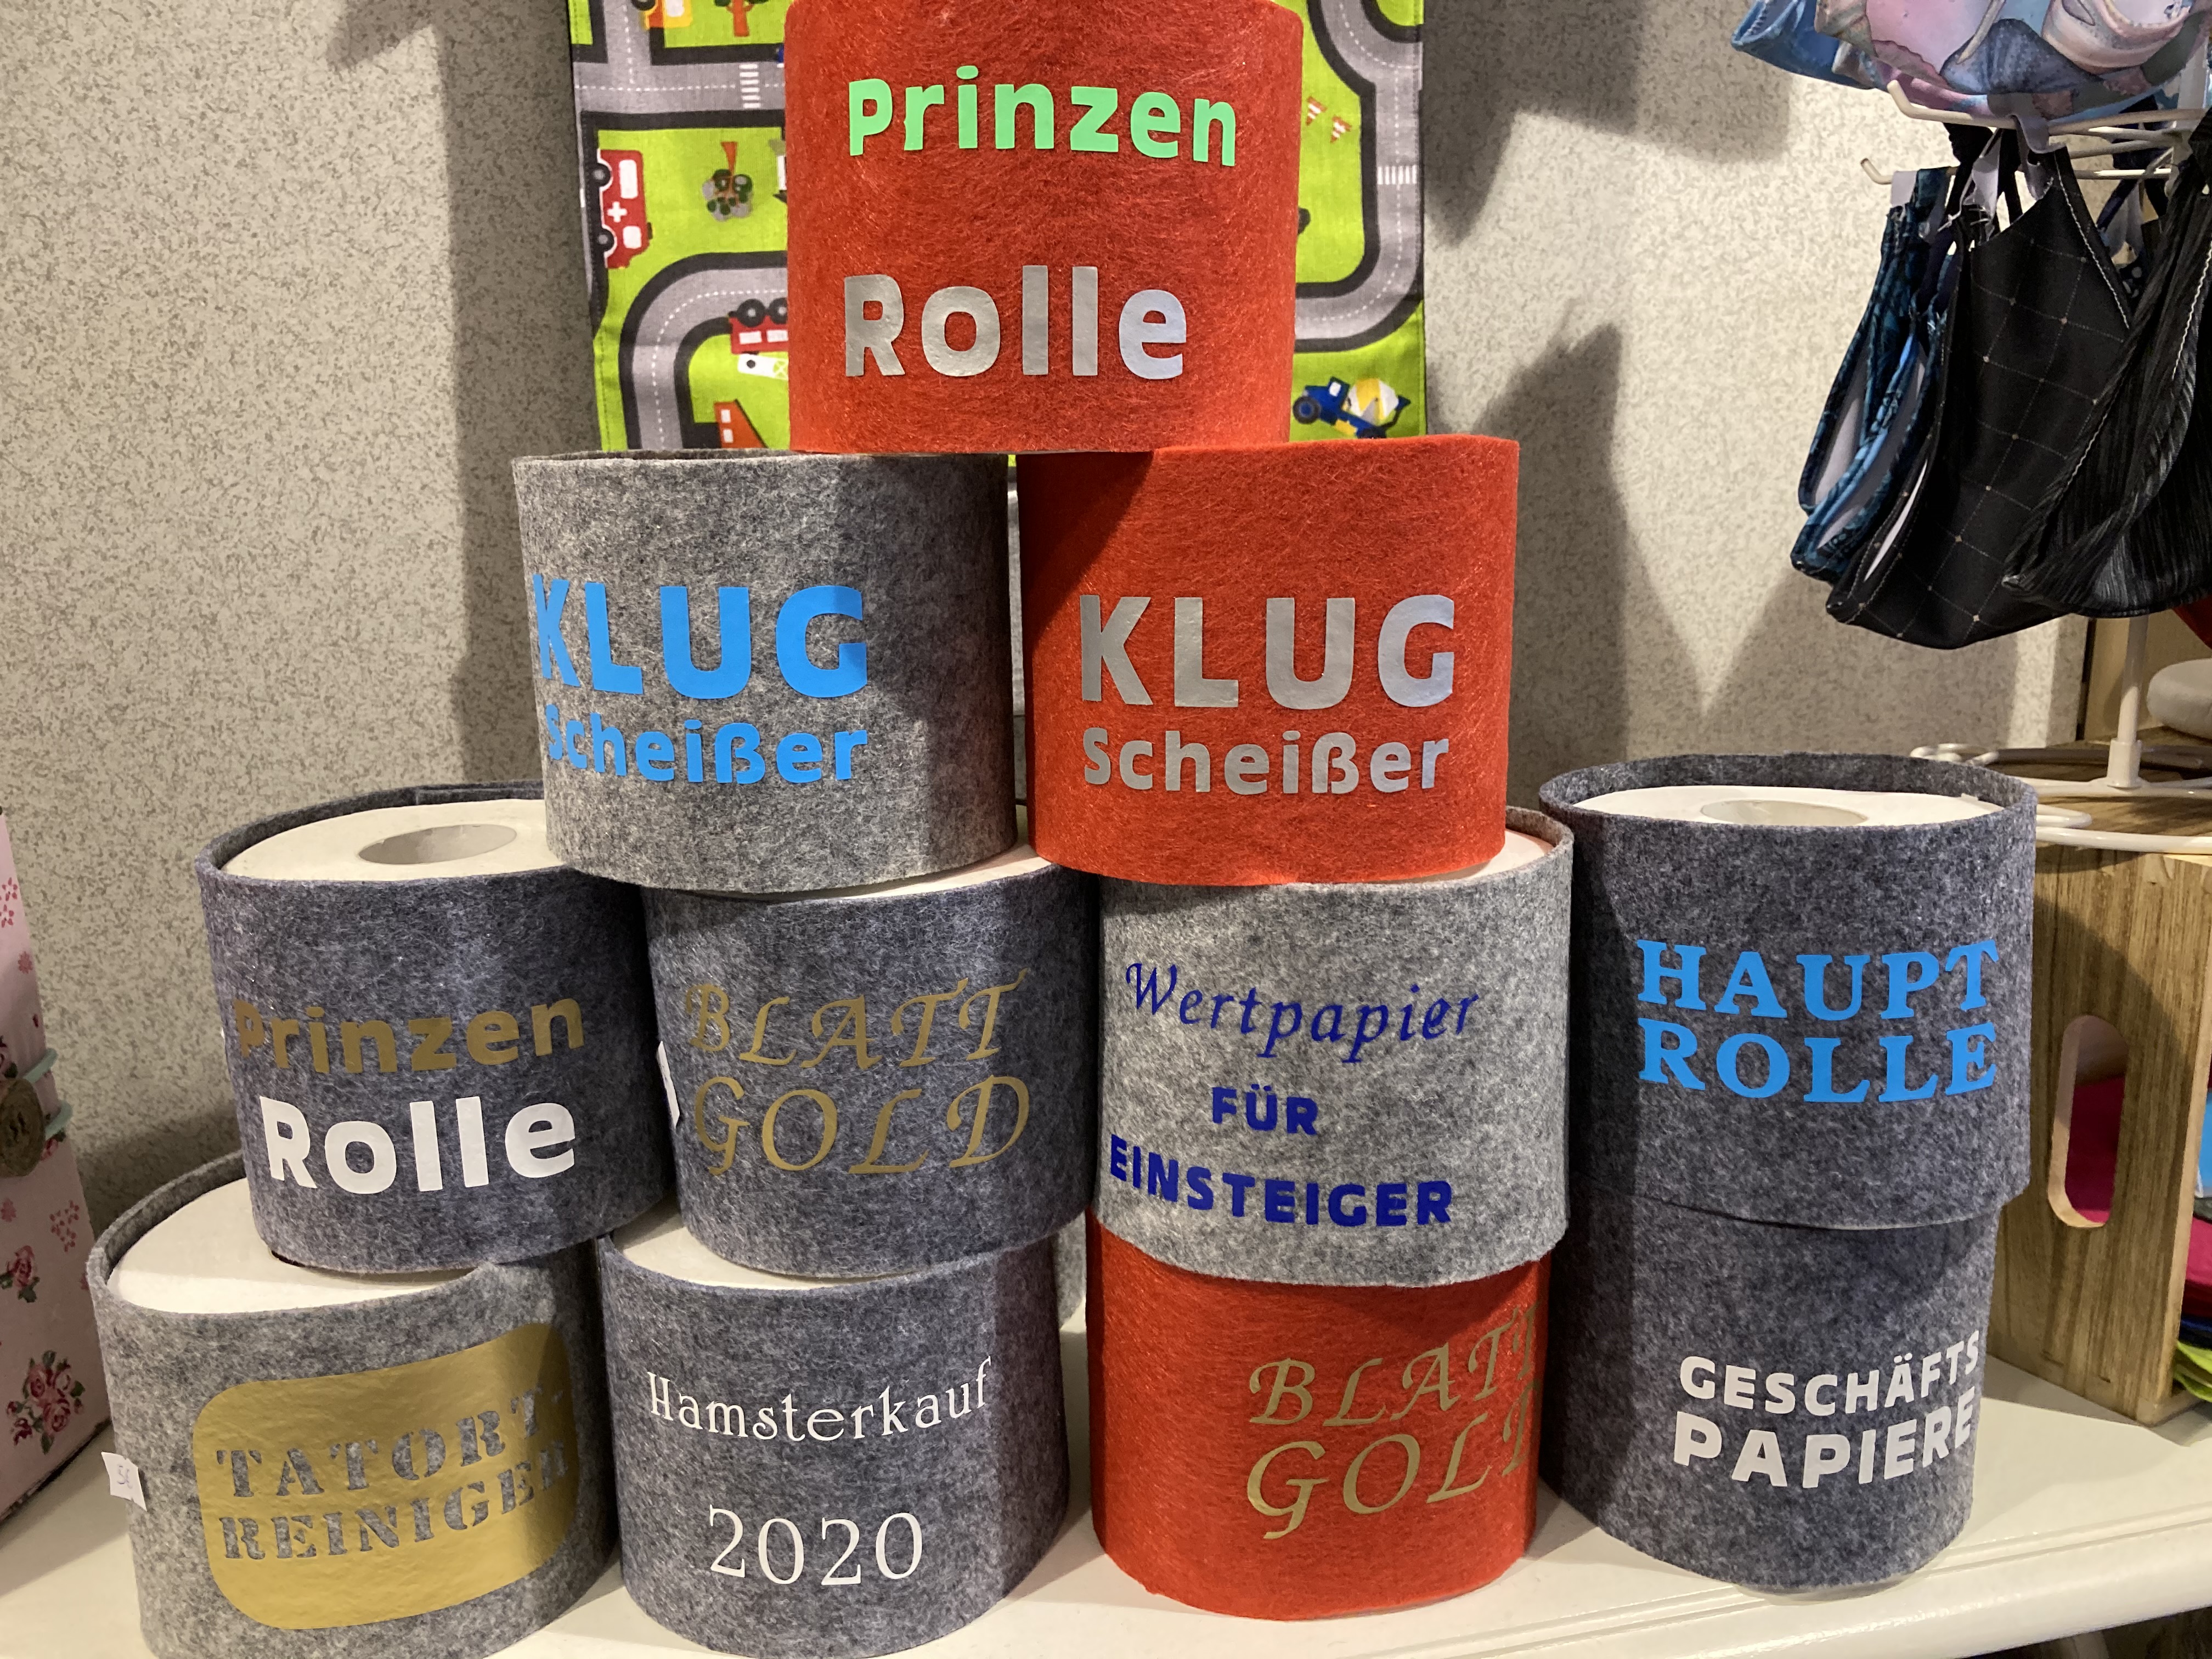 Prinzen
Rolle
KLUG
Scheißer
KLUG
Scheißer
Prinzen
Rolle
BLATT
GOLD
Wertpapier
FÜR
EINSTEIGER
HAUPT
ROLLE
TATORT-
REINIGER
Hamsterkauf
2020
BLATT
GOLD
GESCHÄFTS
PAPIERE
5€